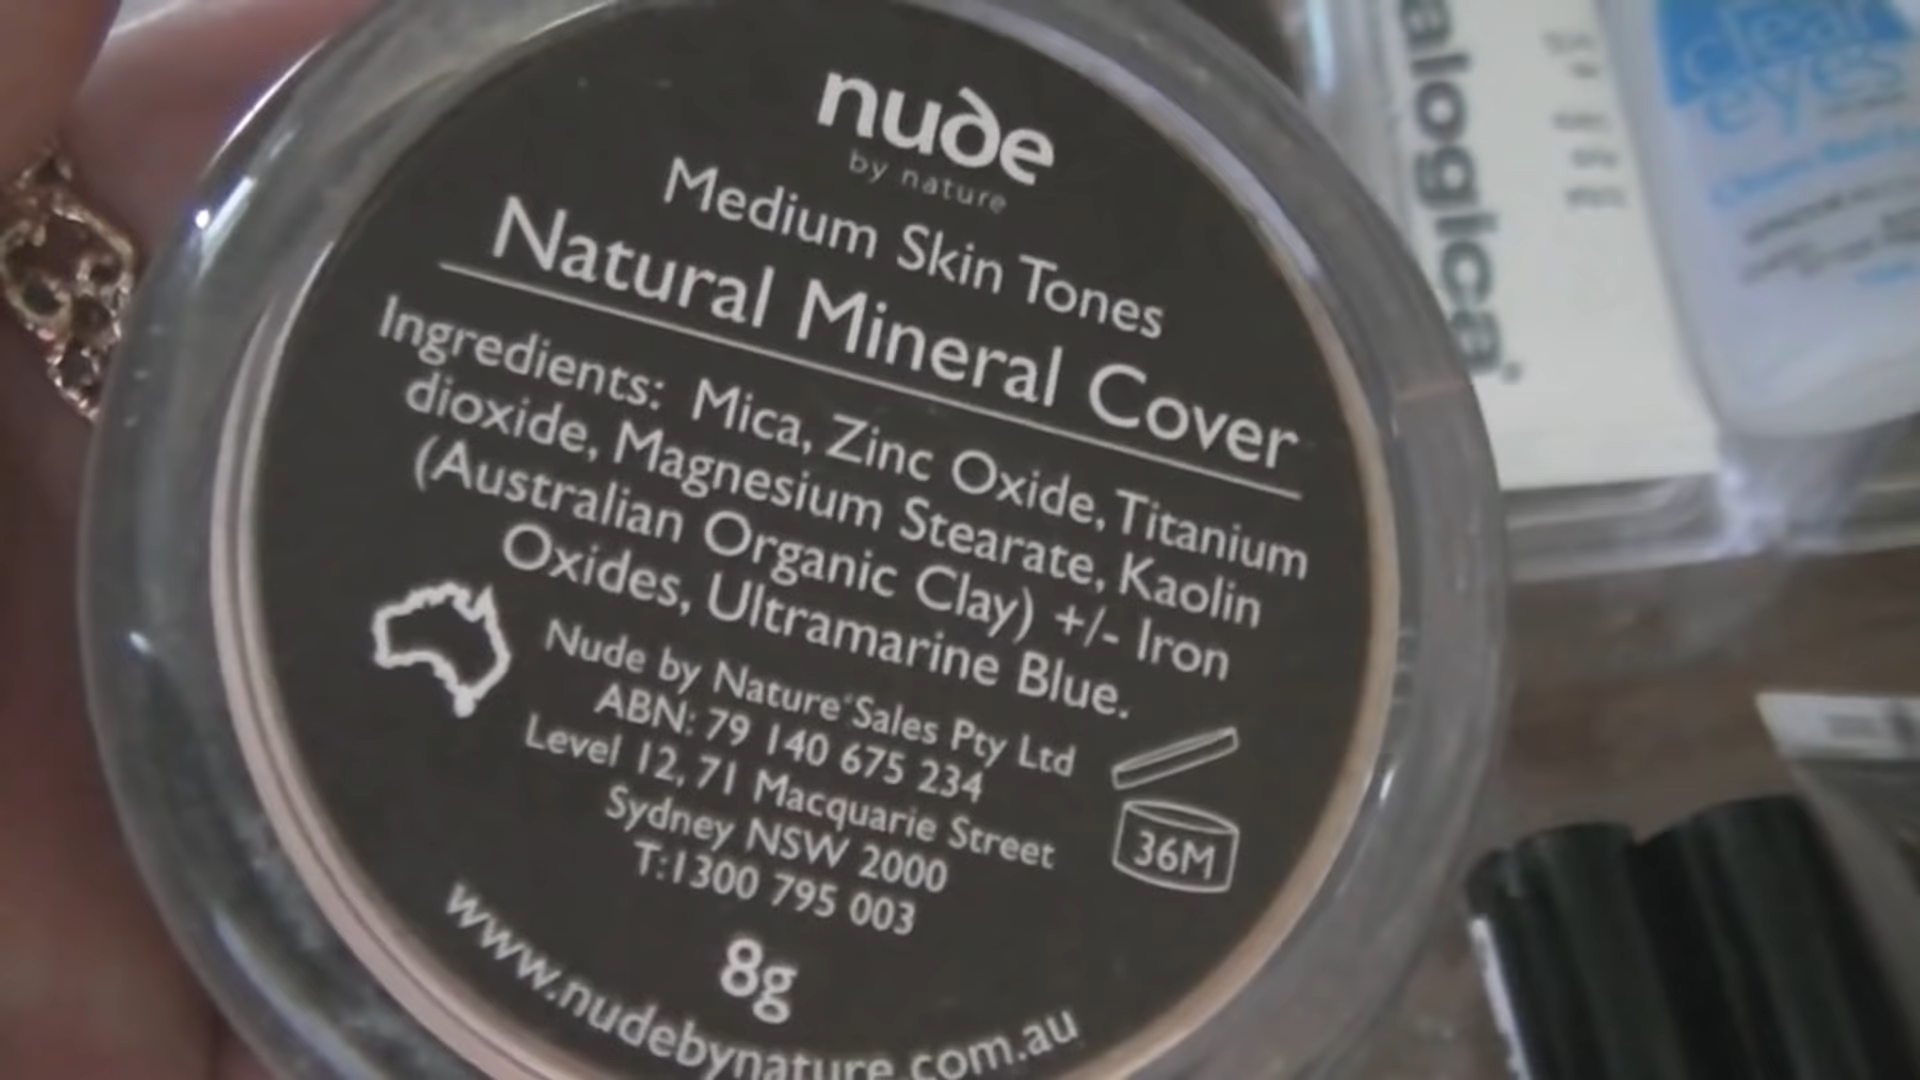 nude
by nature
Medium Skin Tones
Natural Mineral Cover
Ingredients: Mica, Zinc Oxide, Titanium
dioxide, Magnesium Stearate, Kaolin
(Australian Organic Clay) +/- Iron
Oxides, Ultramarine Blue.
Nude by Nature Sales Pty Ltd
ABN: 79 140 675 234
Level 12, 71 Macquarie Street
Sydney NSW 2000
T:1300 795 003
36M
8g
www.nudebynature.com.au
alogica
clear
eyes